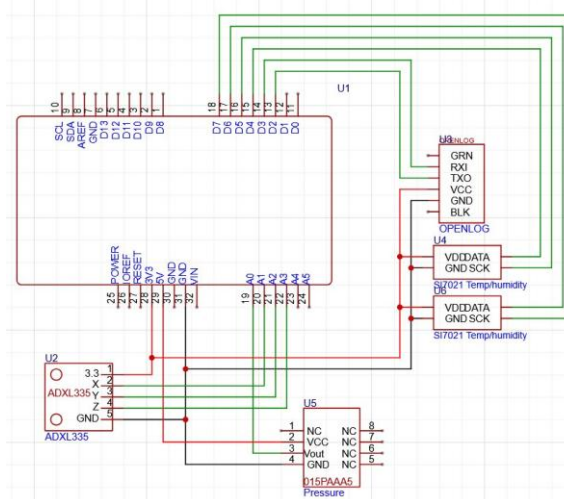 U1
10 9 8 7 6 5 4 3 2 1 18 17 16 15 14 13 12 11
SCL SDA AREF GND D13 D12 D11 D10 D9 D8 D7 D6 D5 D4 D3 D2 D1 D0
U3
OPENLOG
GRN
RXI
TXO
VCC
GND
BLK
OPENLOG
U4
VDD DATA
GND SCK
SI7021 Temp/humidity
U6
VDD DATA
GND SCK
SI7021 Temp/humidity
POWER IOREF RESET 3V3 5V GND GND VIN A0 A1 A2 A3 A4 A5
25 26 27 28 29 30 31 32 19 20 21 22 23 24
U2
3.3 1
X 2
ADXL335 Y 3
Z 4
GND 5
ADXL335
U5
1 NC NC 8
2 VCC NC 7
3 Vout NC 6
4 GND NC 5
015PAAA5
Pressure